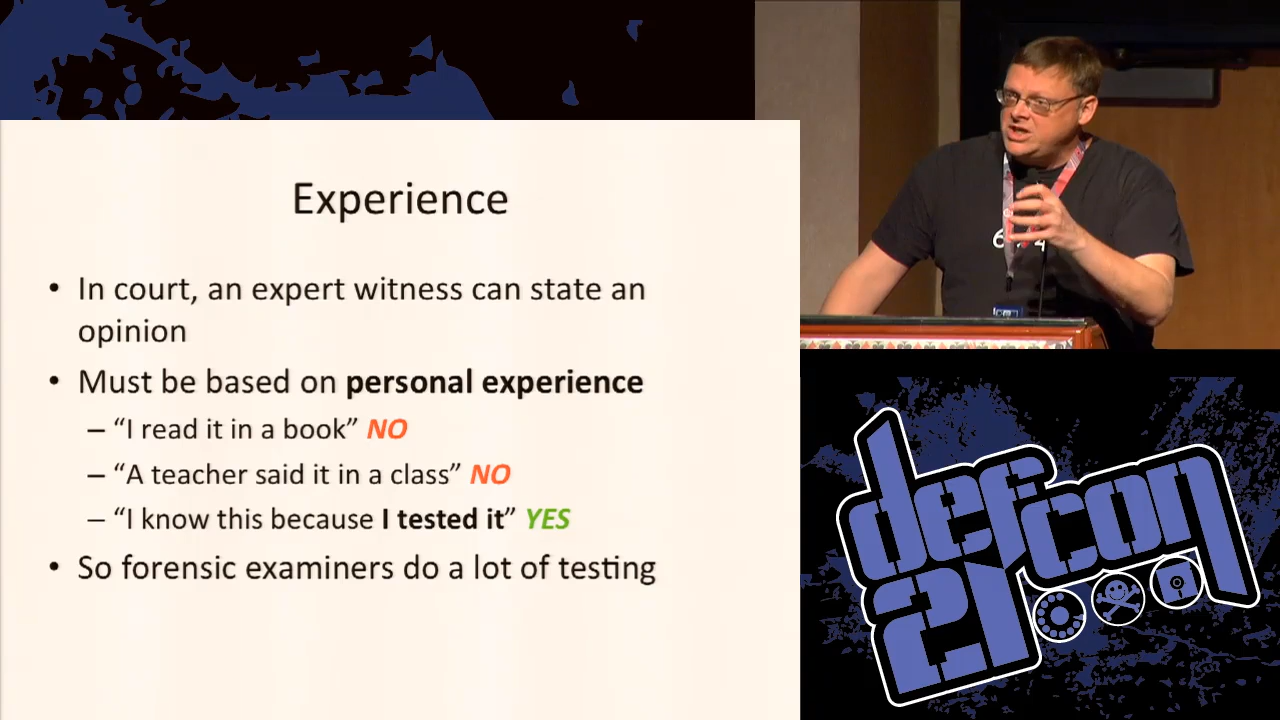 Experience
• In court, an expert witness can state an
opinion
• Must be based on personal experience
– “I read it in a book” NO
– “A teacher said it in a class” NO
– “I know this because I tested it” YES
• So forensic examiners do a lot of testing
defcon
21